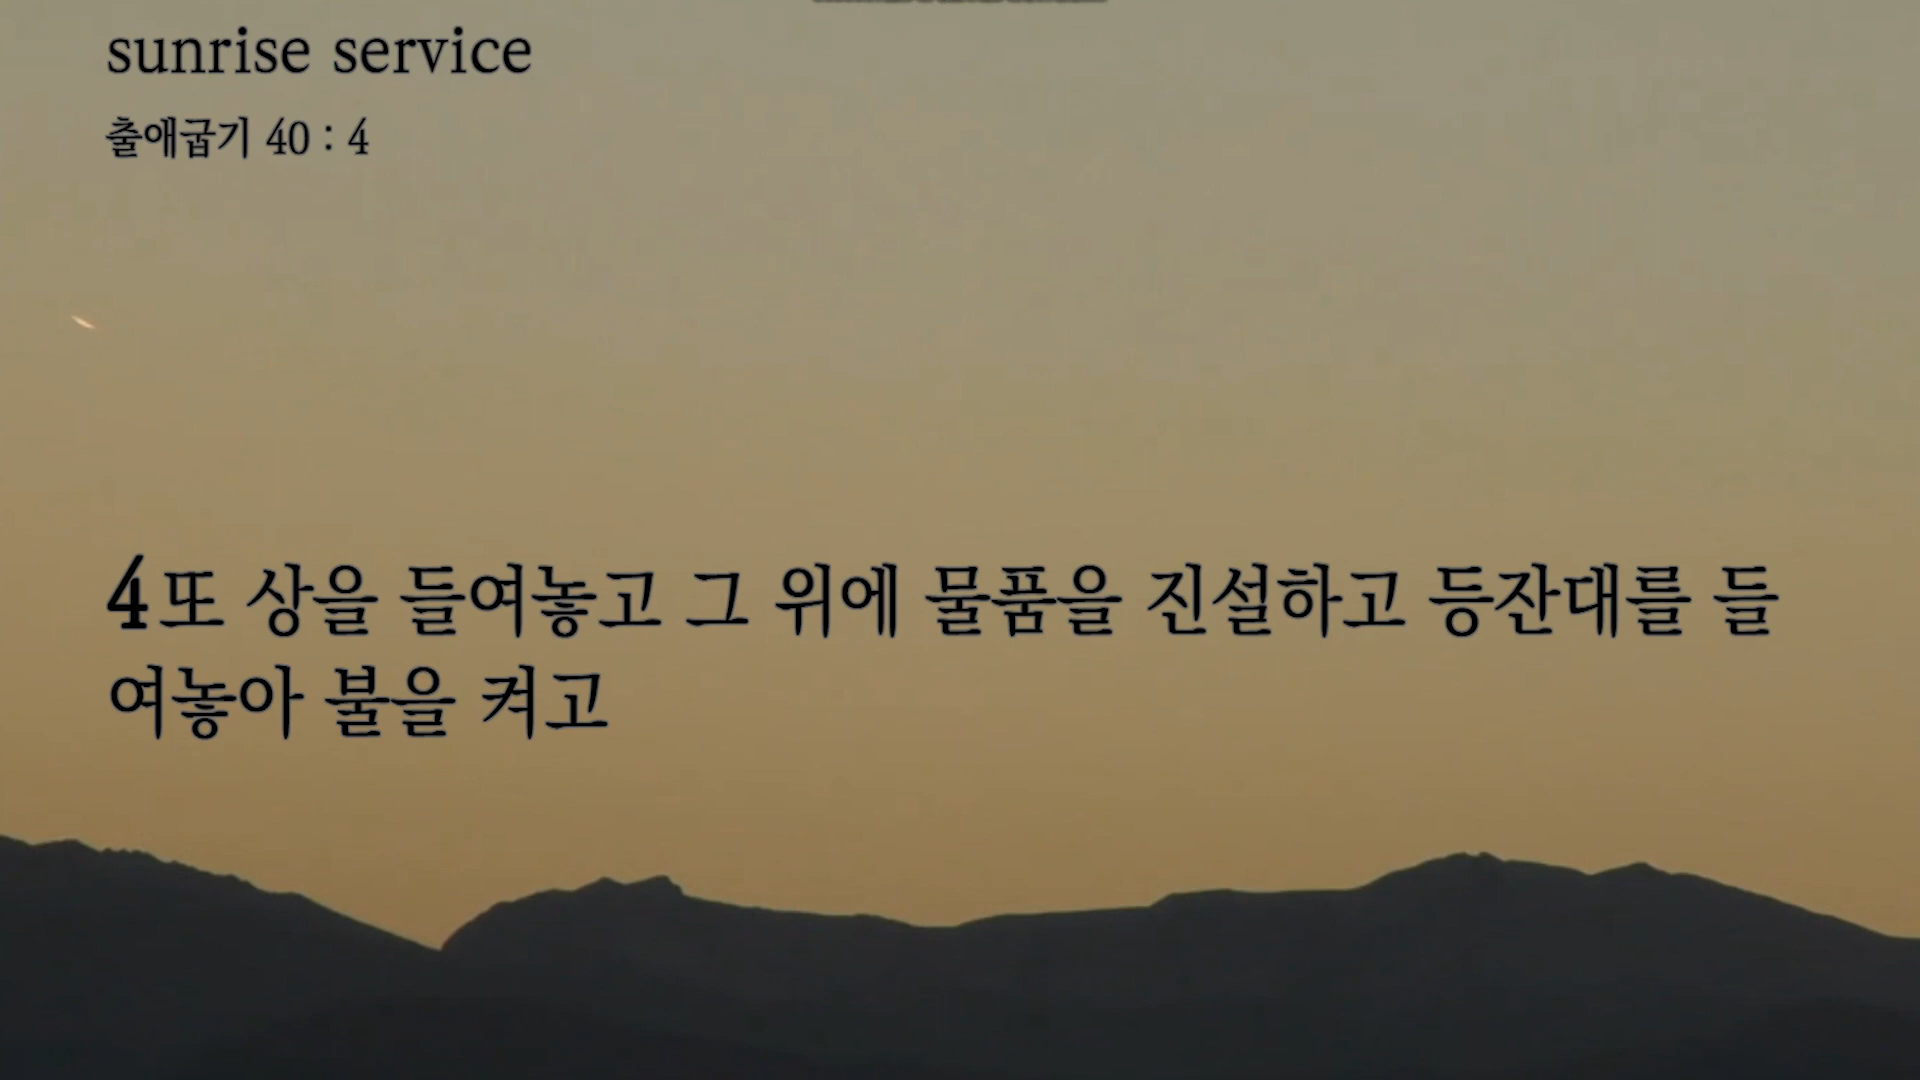 sunrise service
출애굽기 40 : 4
4또 상을 들여놓고 그 위에 물품을 진설하고 등잔대를 들
여놓아 불을 켜고